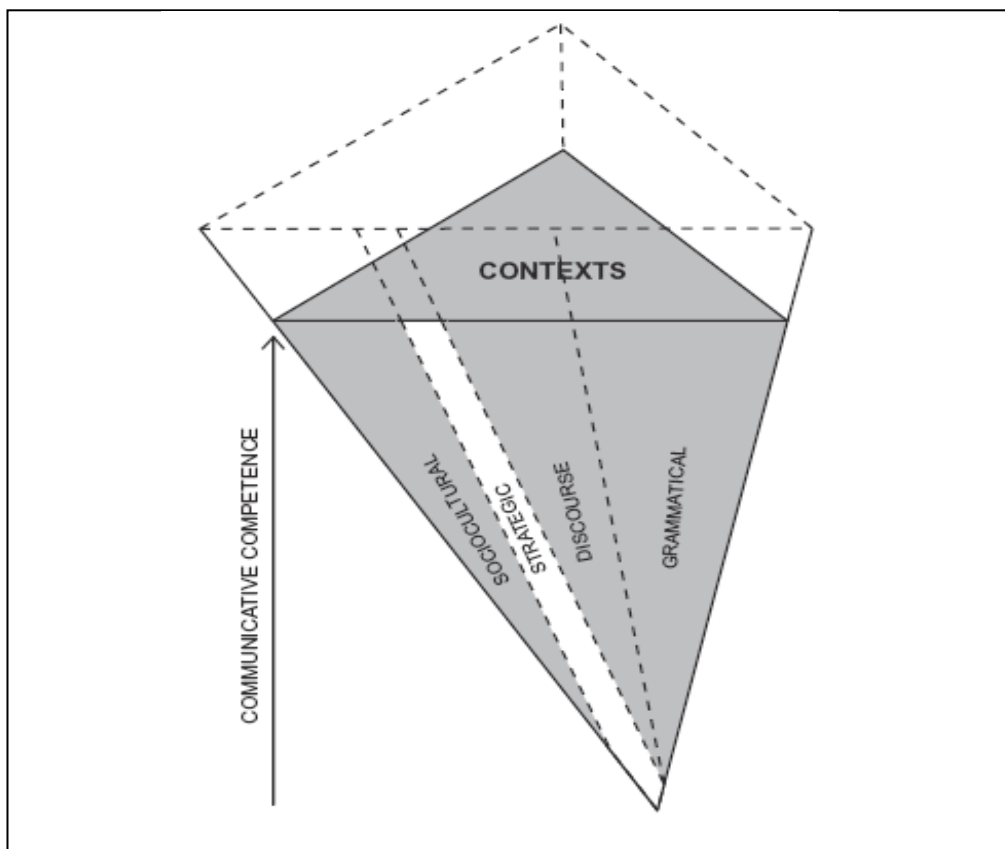 CONTEXTS
COMMUNICATIVE COMPETENCE
SOCIOCULTURAL
STRATEGIC
DISCOURSE
GRAMMATICAL